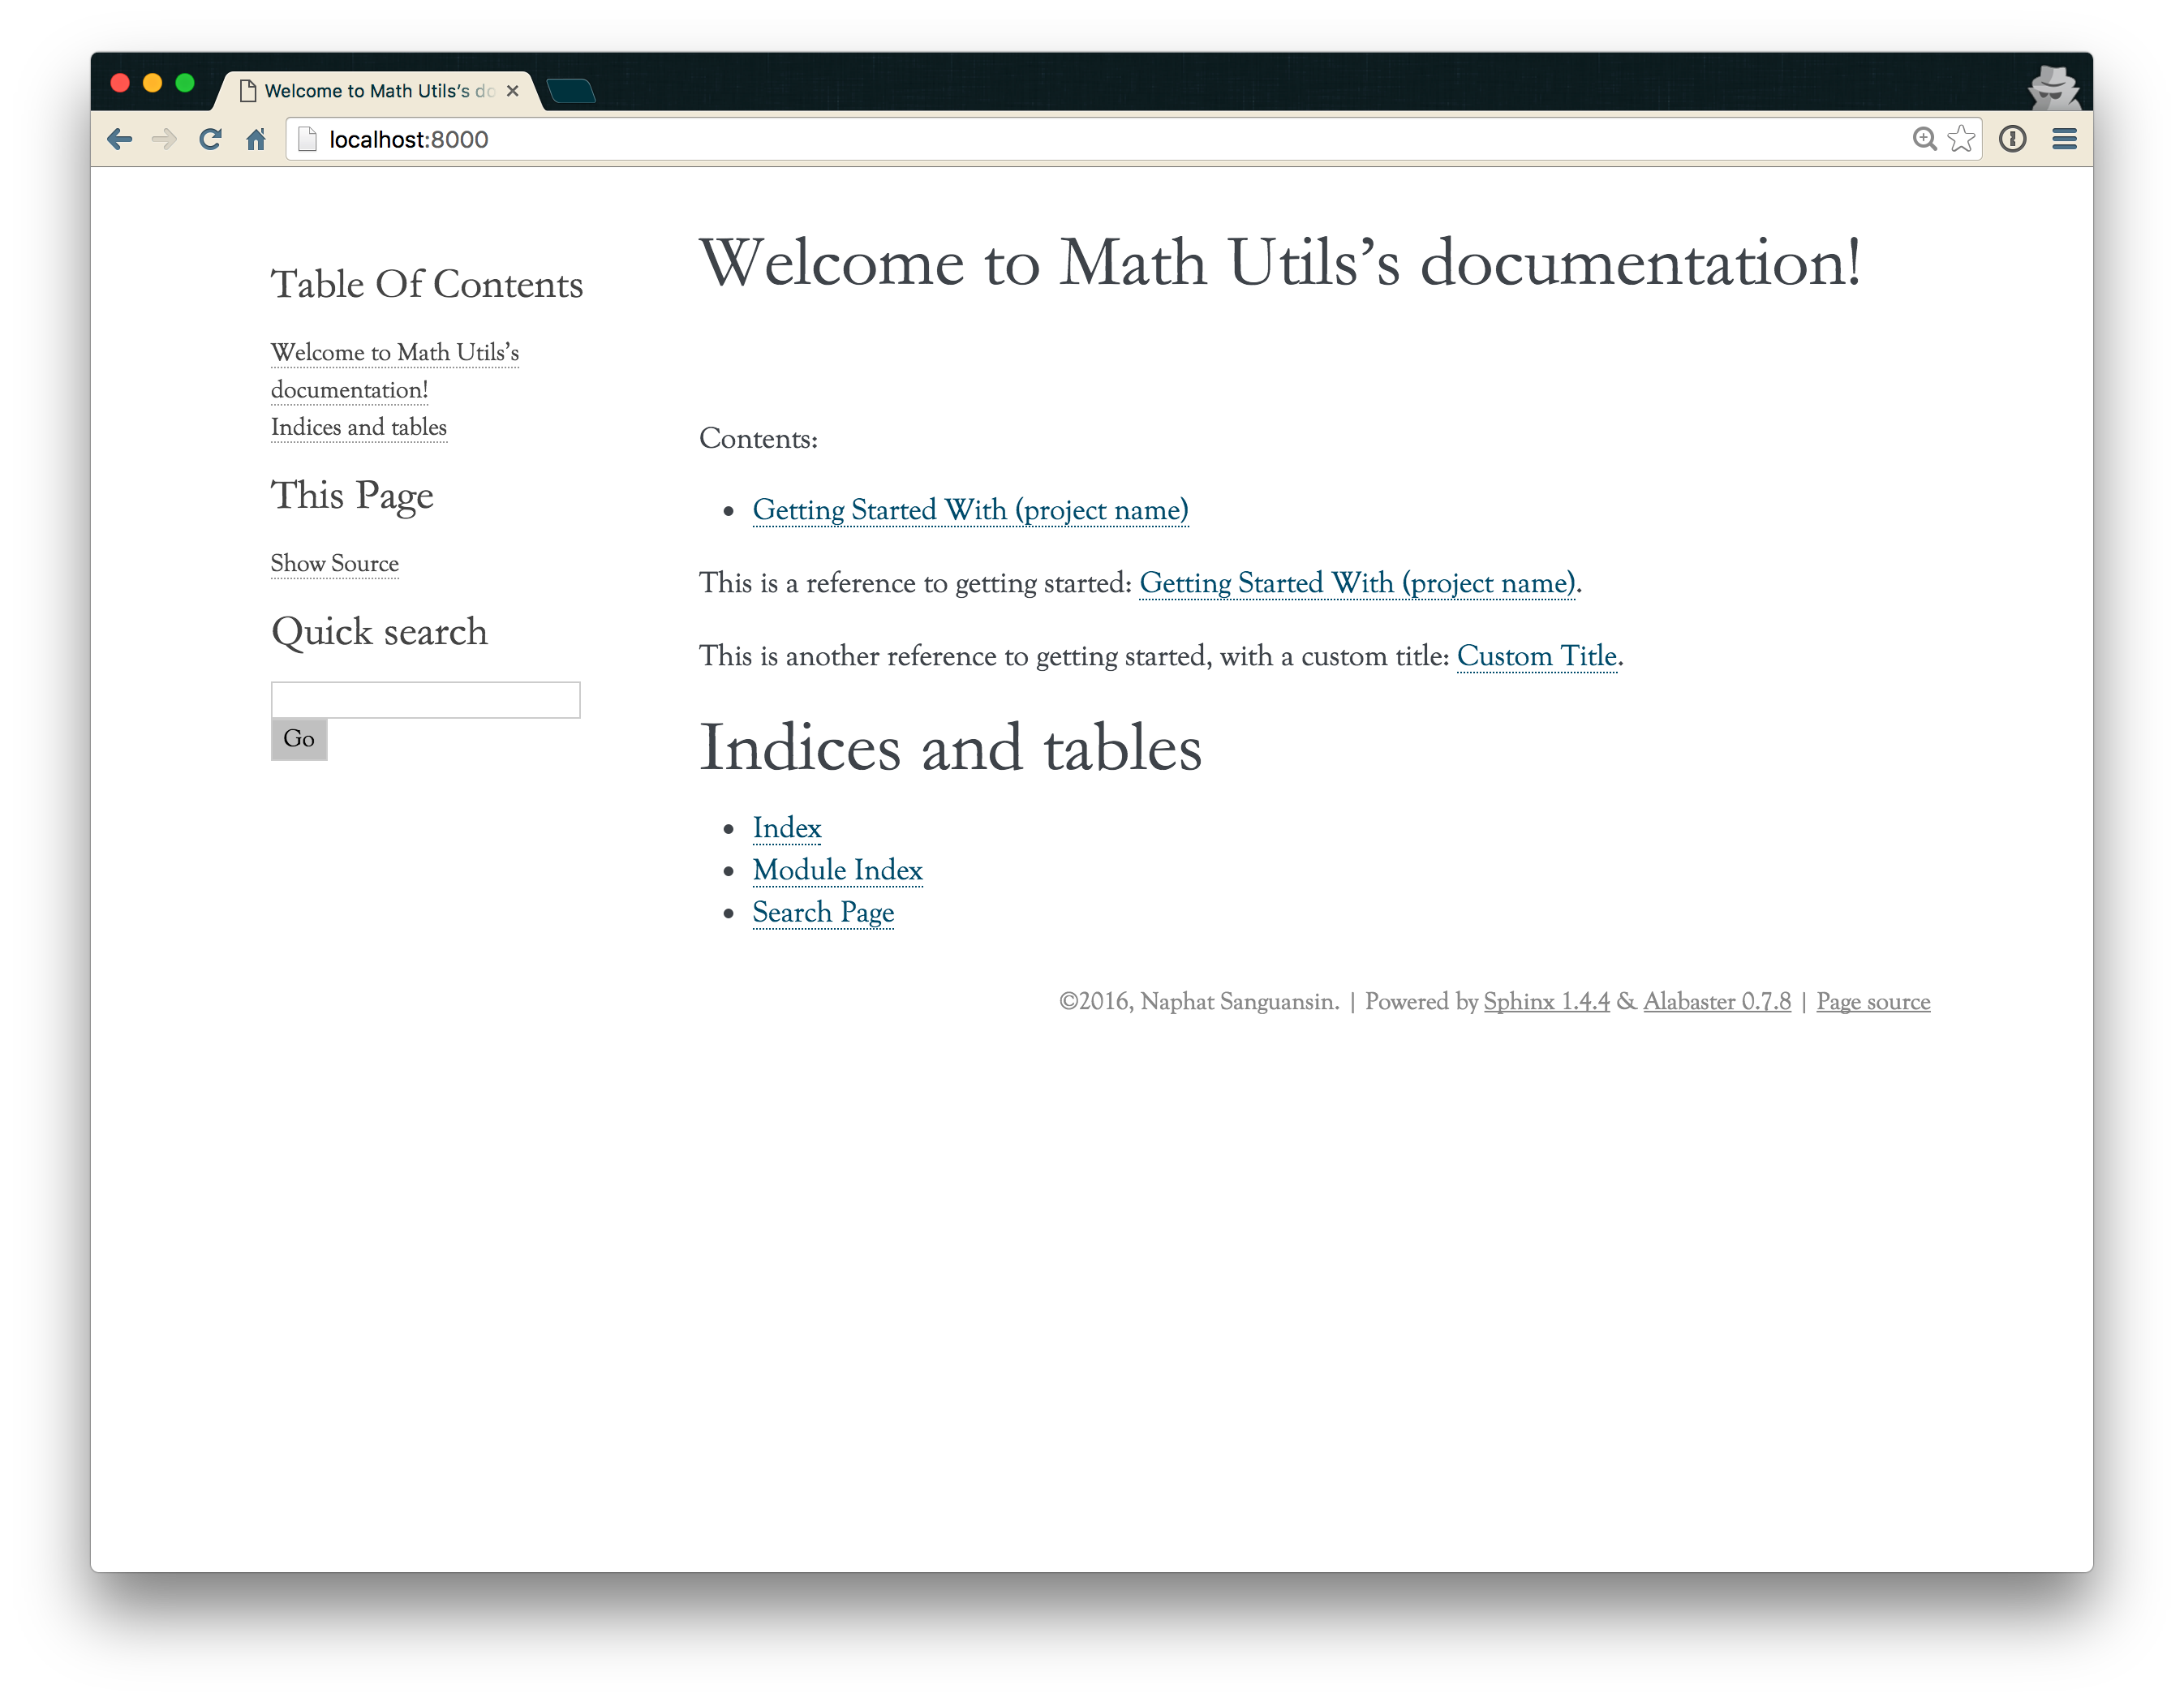 Welcome to Math Utils’s do
localhost:8000
Table Of Contents
Welcome to Math Utils’s
documentation!
Indices and tables
This Page
Show Source
Quick search
Go
Welcome to Math Utils’s documentation!
Contents:
Getting Started With (project name)
This is a reference to getting started: Getting Started With (project name).
This is another reference to getting started, with a custom title: Custom Title.
Indices and tables
Index
Module Index
Search Page
©2016, Naphat Sanguansin. | Powered by Sphinx 1.4.4 & Alabaster 0.7.8 | Page source